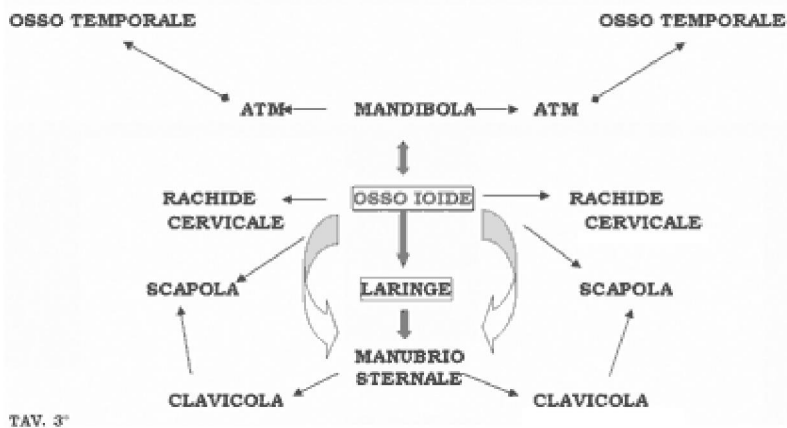 OSSO TEMPORALE OSSO TEMPORALE
ATM MANDIBOLA ATM
RACHIDE CERVICALE OSSO IOIDE RACHIDE CERVICALE
SCAPOLA LARINGE SCAPOLA
MANUBRIO STERNALE
CLAVICOLA CLAVICOLA
TAV. 3°